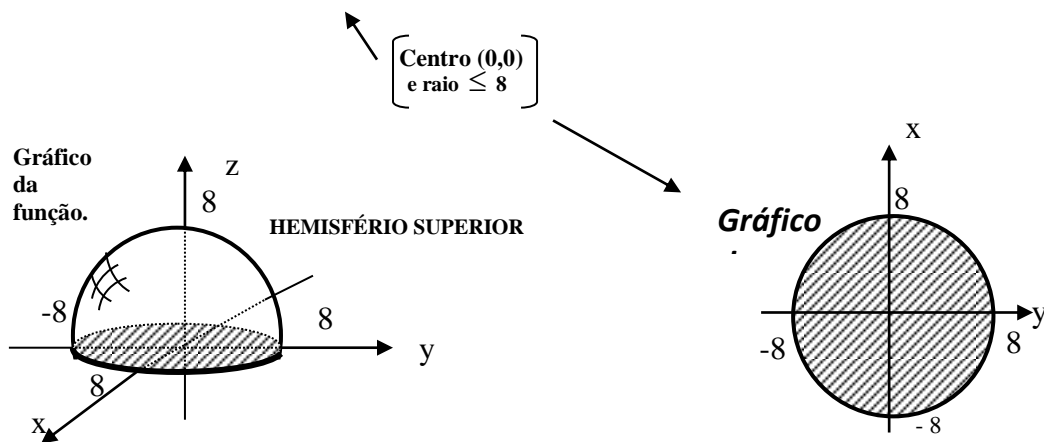 Centro (0,0)
e raio ≤ 8
Gráfico
da
função.
z
8
HEMISFÉRIO SUPERIOR
-8
8
y
8
x
x
8
Gráfico
y
-8
8
- 8